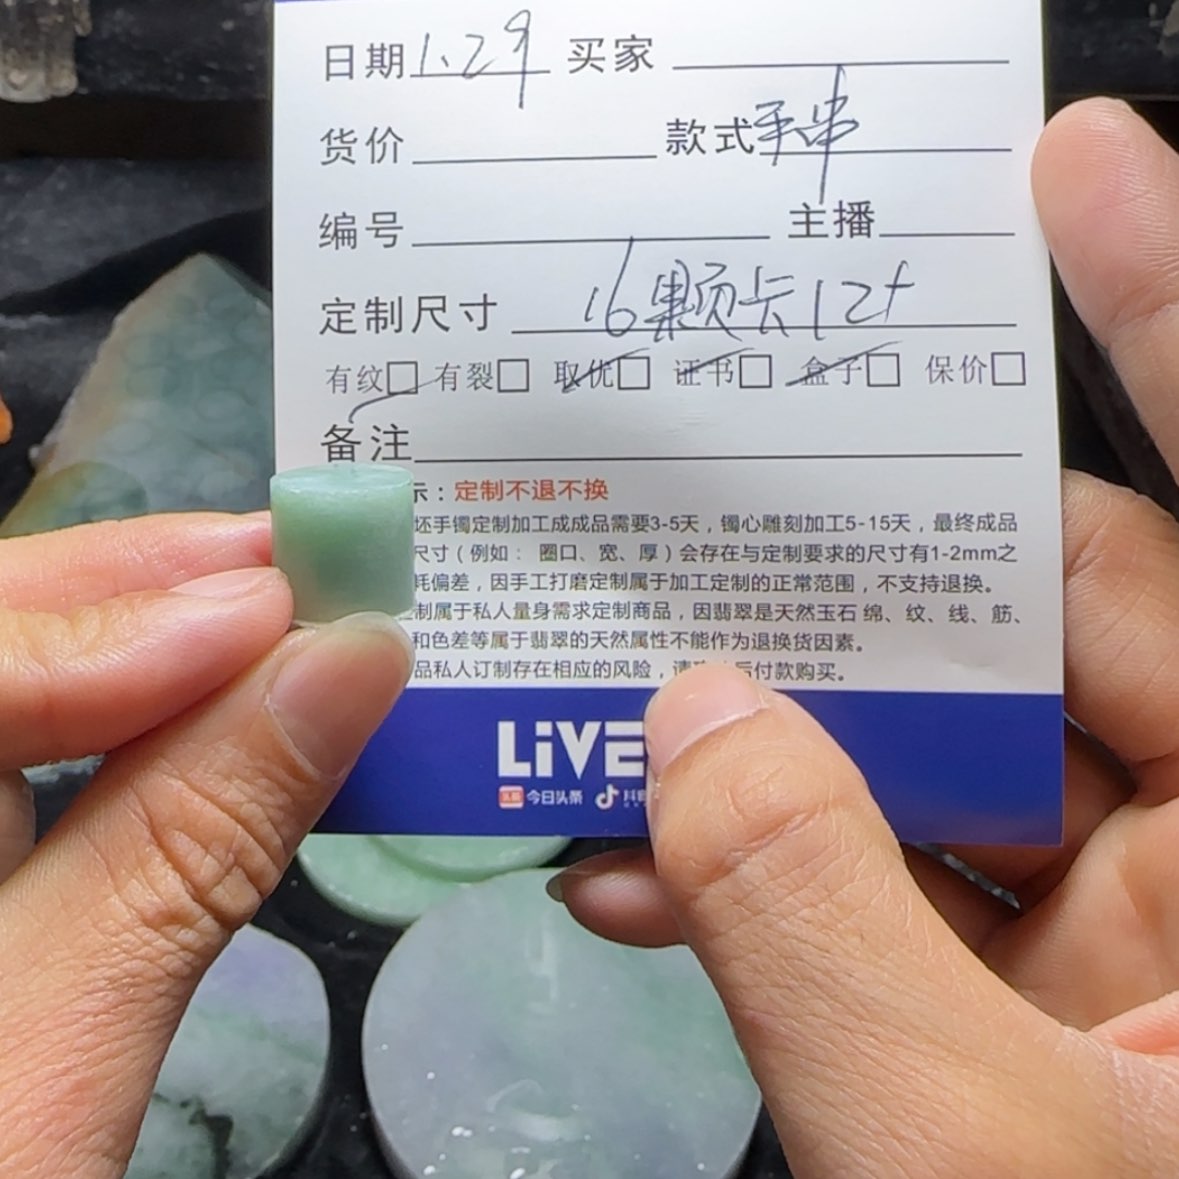 日期 1.29 买家
货价 款式 手串
编号 主播
定制尺寸 16颗卡12+
有纹□ 有裂□ 取优□ 证书□ 盒子□ 保价□
备注
示：定制不退不换
坯手镯定制加工成成品需要3-5天，镯心雕刻加工5-15天，最终成品
尺寸（例如： 圈口、宽、厚）会存在与定制要求的尺寸有1-2mm之
耗偏差，因手工打磨定制属于加工定制的正常范围，不支持退换。
制属于私人量身需求定制商品，因翡翠是天然玉石 绵、纹、线、筋、
和色差等属于翡翠的天然属性不能作为退换货因素。
品私人订制存在相应的风险，请 后付款购买。
LiVE
头条 今日头条 抖音